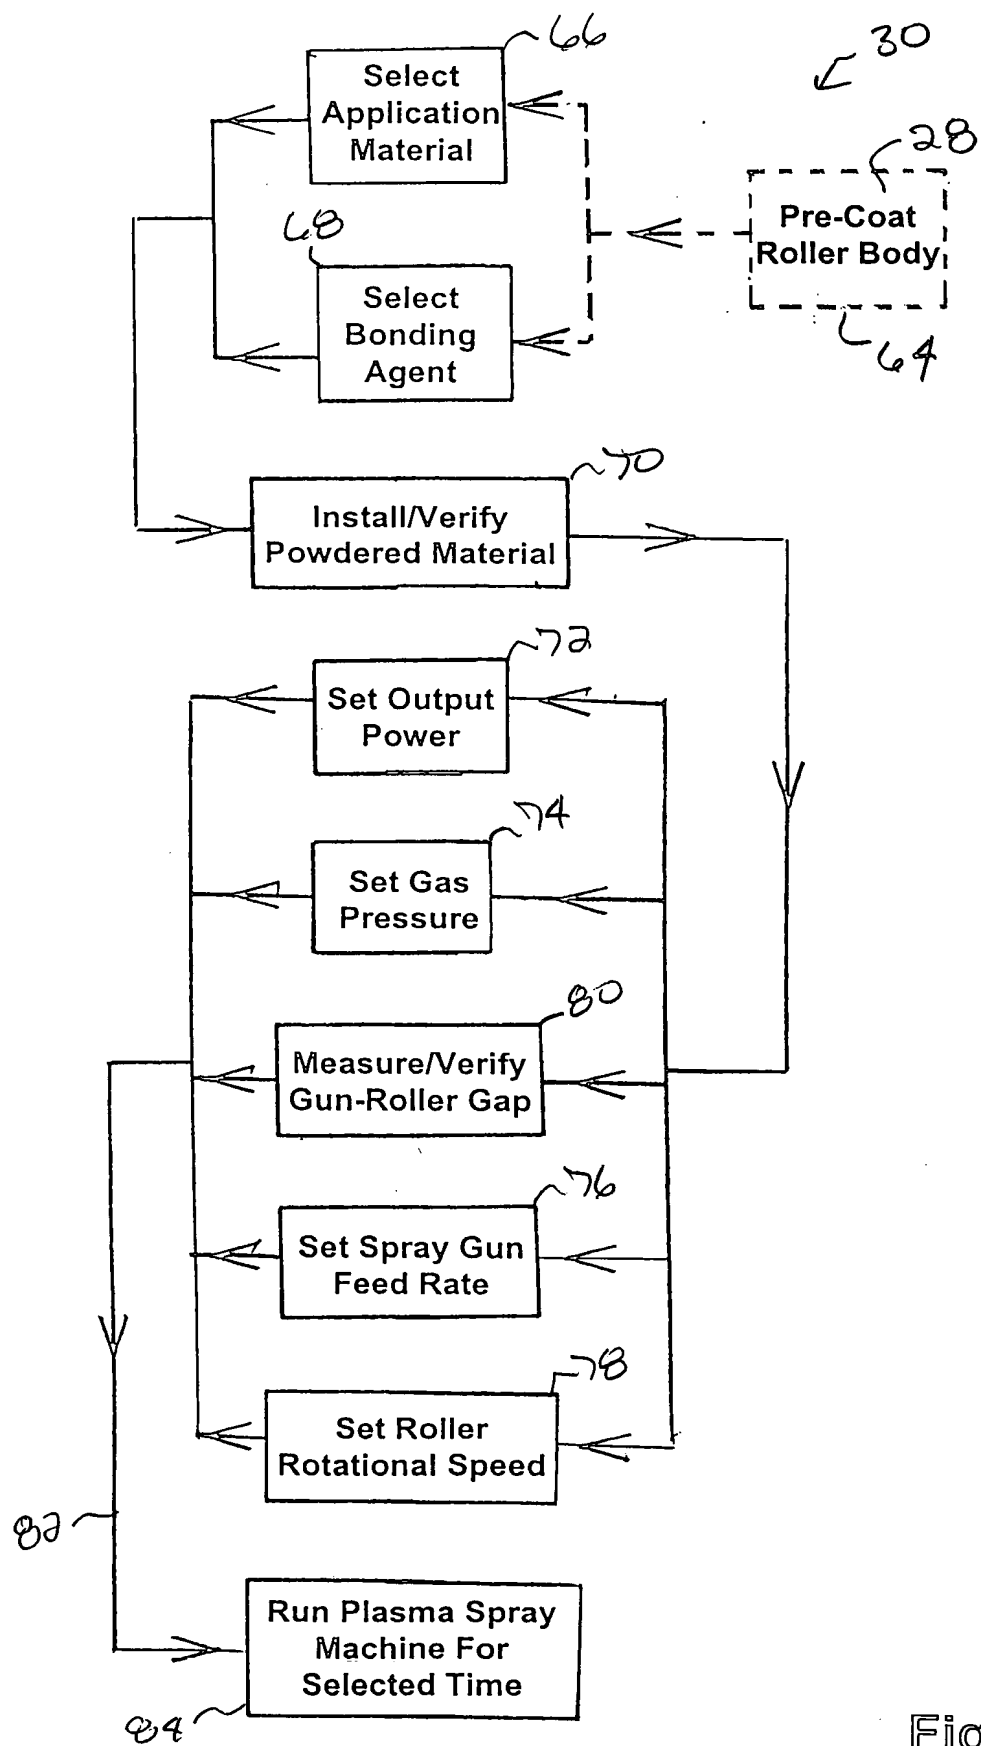 66
30
Select
Application
Material
28
Pre-Coat
Roller Body
64
68
Select
Bonding
Agent
70
Install/Verify
Powdered Material
72
Set Output
Power
74
Set Gas
Pressure
80
Measure/Verify
Gun-Roller Gap
76
Set Spray Gun
Feed Rate
78
Set Roller
Rotational Speed
82
Run Plasma Spray
Machine For
Selected Time
84
Fig